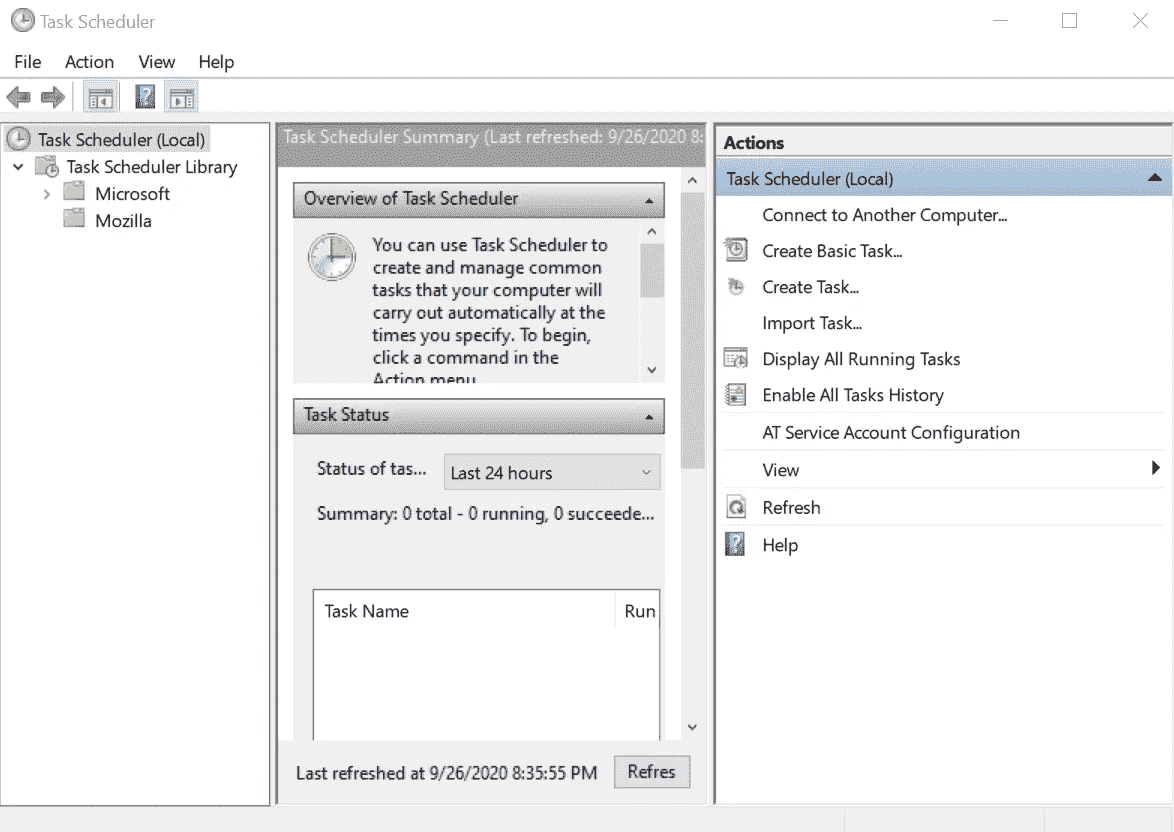 Task Scheduler
File Action View Help
Task Scheduler (Local)
Task Scheduler Library
Microsoft
Mozilla
Task Scheduler Summary (Last refreshed: 9/26/2020 8:
Overview of Task Scheduler
You can use Task Scheduler to
create and manage common
tasks that your computer will
carry out automatically at the
times you specify. To begin,
click a command in the
Action menu
Task Status
Status of tas... Last 24 hours
Summary: 0 total - 0 running, 0 succeede...
Task Name Run
Last refreshed at 9/26/2020 8:35:55 PM Refres
Actions
Task Scheduler (Local)
Connect to Another Computer...
Create Basic Task...
Create Task...
Import Task...
Display All Running Tasks
Enable All Tasks History
AT Service Account Configuration
View
Refresh
Help